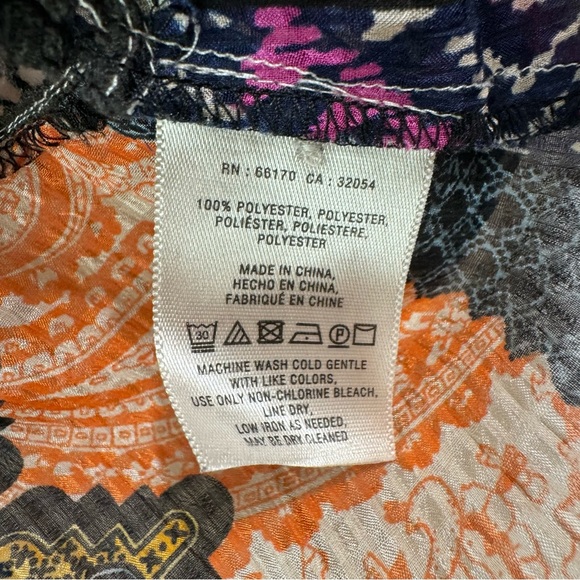 RN : 66170 CA : 32054
100% POLYESTER, POLYESTER,
POLIÉSTER, POLIESTERE,
POLYESTER
MADE IN CHINA,
HECHO EN CHINA,
FABRIQUÉ EN CHINE
30 P
MACHINE WASH COLD GENTLE
WITH LIKE COLORS,
USE ONLY NON-CHLORINE BLEACH,
LINE DRY,
LOW IRON AS NEEDED,
MAY BE DRY CLEANED